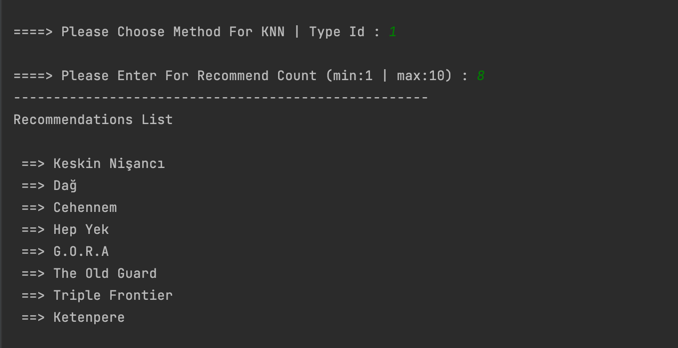 ====> Please Choose Method For KNN | Type Id : 1
====> Please Enter For Recommend Count (min:1 | max:10) : 8
----------------------------------------------------
Recommendations List
==> Keskin Nişancı
==> Dağ
==> Cehennem
==> Hep Yek
==> G.O.R.A
==> The Old Guard
==> Triple Frontier
==> Ketenpere